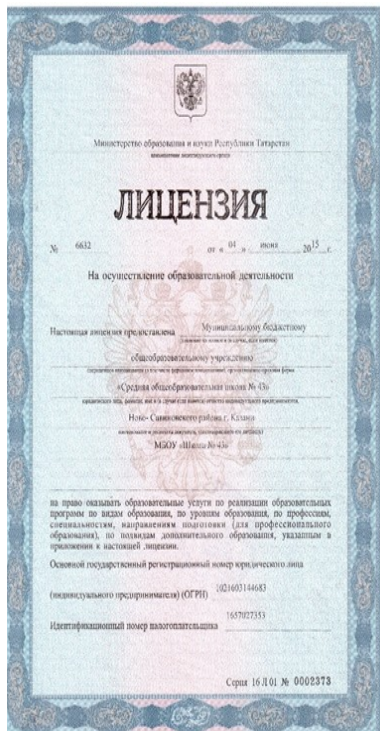 Министерство образования и науки Республики Татарстан
наименование лицензирующего органа
ЛИЦЕНЗИЯ
№ 6632 от « 04 » июня 2015 г.
На осуществление образовательной деятельности
Настоящая лицензия предоставлена Муниципальному бюджетному
общеобразовательному учреждению
«Средняя общеобразовательная школа № 43»
Ново- Савиновского района г. Казани
МБОУ «Школа № 43»
на право оказывать образовательные услуги по реализации образовательных
программ по видам образования, по уровням образования, по профессиям,
специальностям, направлениям подготовки (для профессионального
образования), по подвидам дополнительного образования, указанным в
приложении к настоящей лицензии.
Основной государственный регистрационный номер юридического лица
(индивидуального предпринимателя) (ОГРН) 1021603144683
Идентификационный номер налогоплательщика 1657027353
Серия 16 Л 01 № 0002373